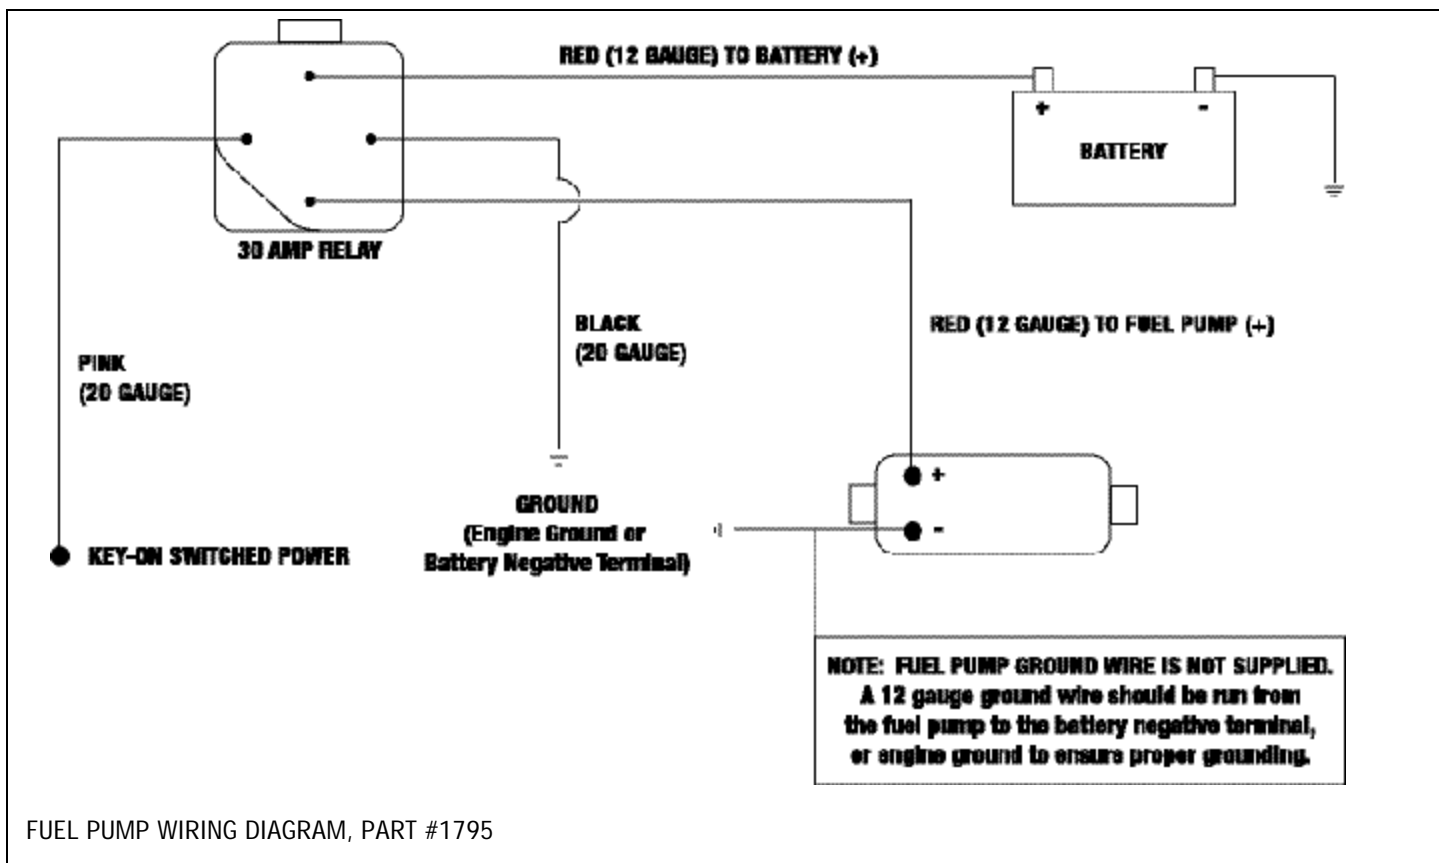 RED (12 GAUGE) TO BATTERY (+)
+
-
BATTERY
30 AMP RELAY
BLACK
(20 GAUGE)
RED (12 GAUGE) TO FUEL PUMP (+)
PINK
(20 GAUGE)
+
-
GROUND
(Engine Ground or
Battery Negative Terminal)
KEY-ON SWITCHED POWER
NOTE: FUEL PUMP GROUND WIRE IS NOT SUPPLIED.
A 12 gauge ground wire should be run from
the fuel pump to the battery negative terminal,
or engine ground to ensure proper grounding.
FUEL PUMP WIRING DIAGRAM, PART #1795